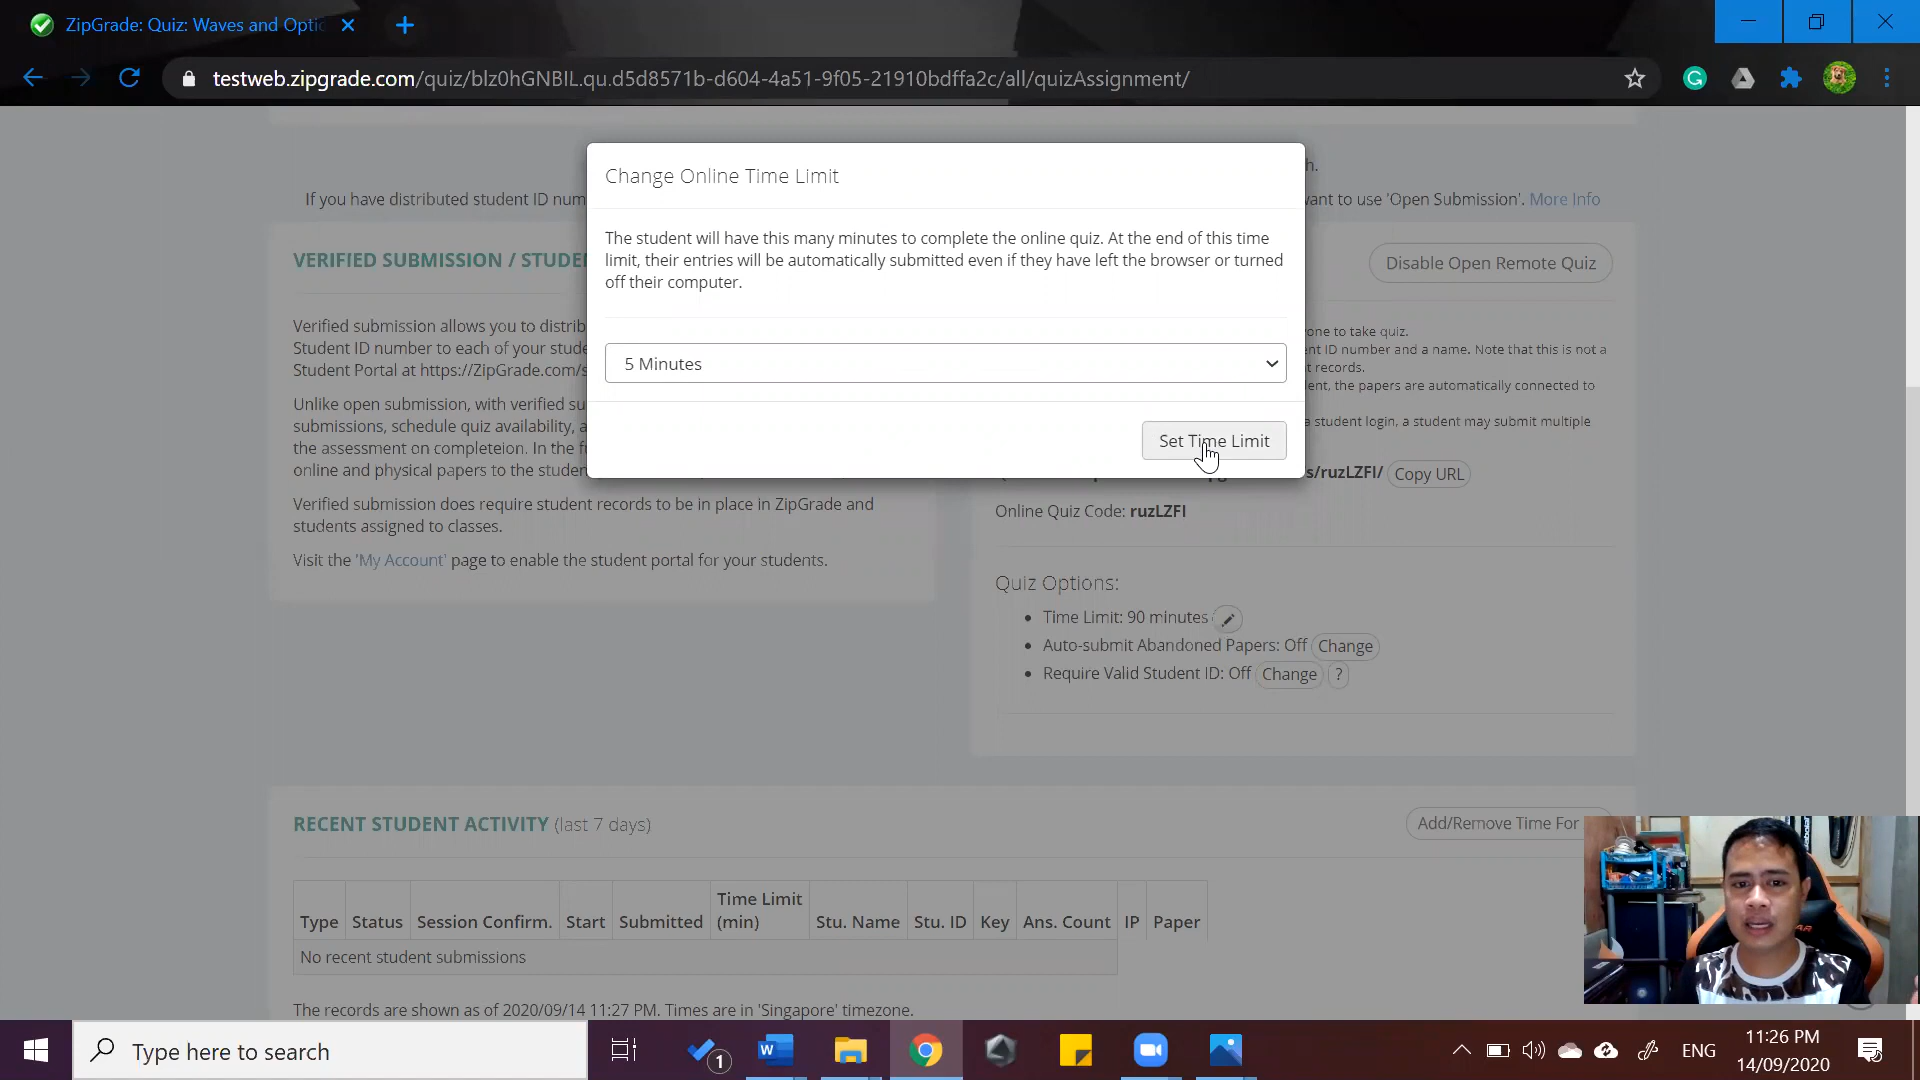 ZipGrade: Quiz: Waves and Optic
testweb.zipgrade.com/quiz/blz0hGNBIL.qu.d5d8571b-d604-4a51-9f05-21910bdffa2c/all/quizAssignment/
h.
If you have distributed student ID num
vant to use 'Open Submission'. More Info
Change Online Time Limit
The student will have this many minutes to complete the online quiz. At the end of this time
limit, their entries will be automatically submitted even if they have left the browser or turned
off their computer.
5 Minutes
Set Time Limit
VERIFIED SUBMISSION / STUDE
Verified submission allows you to distrib
Student ID number to each of your stude
Student Portal at https://ZipGrade.com/s
Unlike open submission, with verified su
submissions, schedule quiz availability, a
the assessment on completeion. In the fu
online and physical papers to the studen
Verified submission does require student records to be in place in ZipGrade and
students assigned to classes.
Visit the 'My Account' page to enable the student portal for your students.
Disable Open Remote Quiz
one to take quiz.
nt ID number and a name. Note that this is not a
t records.
dent, the papers are automatically connected to
a student login, a student may submit multiple
s/ruzLZFI/ Copy URL
Online Quiz Code: ruzLZFI
Quiz Options:
Time Limit: 90 minutes
Auto-submit Abandoned Papers: Off Change
Require Valid Student ID: Off Change ?
RECENT STUDENT ACTIVITY (last 7 days)
Add/Remove Time For
Type Status Session Confirm. Start Submitted Time Limit (min) Stu. Name Stu. ID Key Ans. Count IP Paper
No recent student submissions
The records are shown as of 2020/09/14 11:27 PM. Times are in 'Singapore' timezone.
Type here to search
1
W
ENG
11:26 PM
14/09/2020